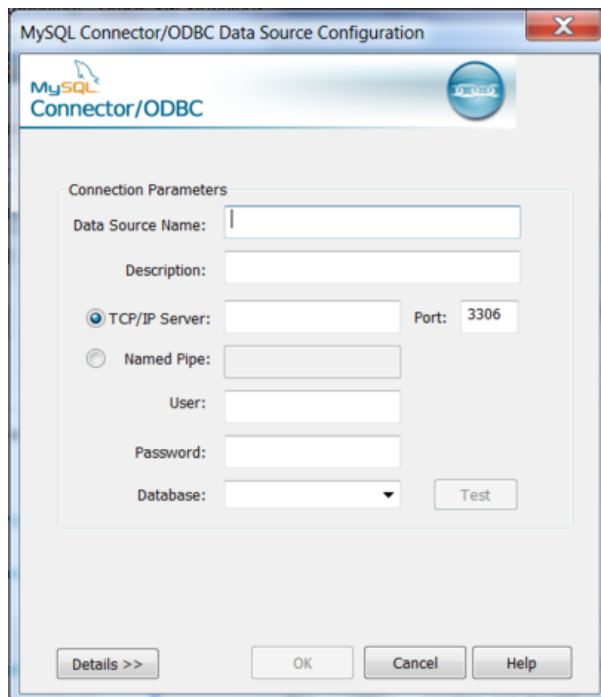 MySQL Connector/ODBC Data Source Configuration
MySQL
Connector/ODBC
Connection Parameters
Data Source Name:
Description:
TCP/IP Server:
Port: 3306
Named Pipe:
User:
Password:
Database:
Test
Details >>
OK
Cancel
Help